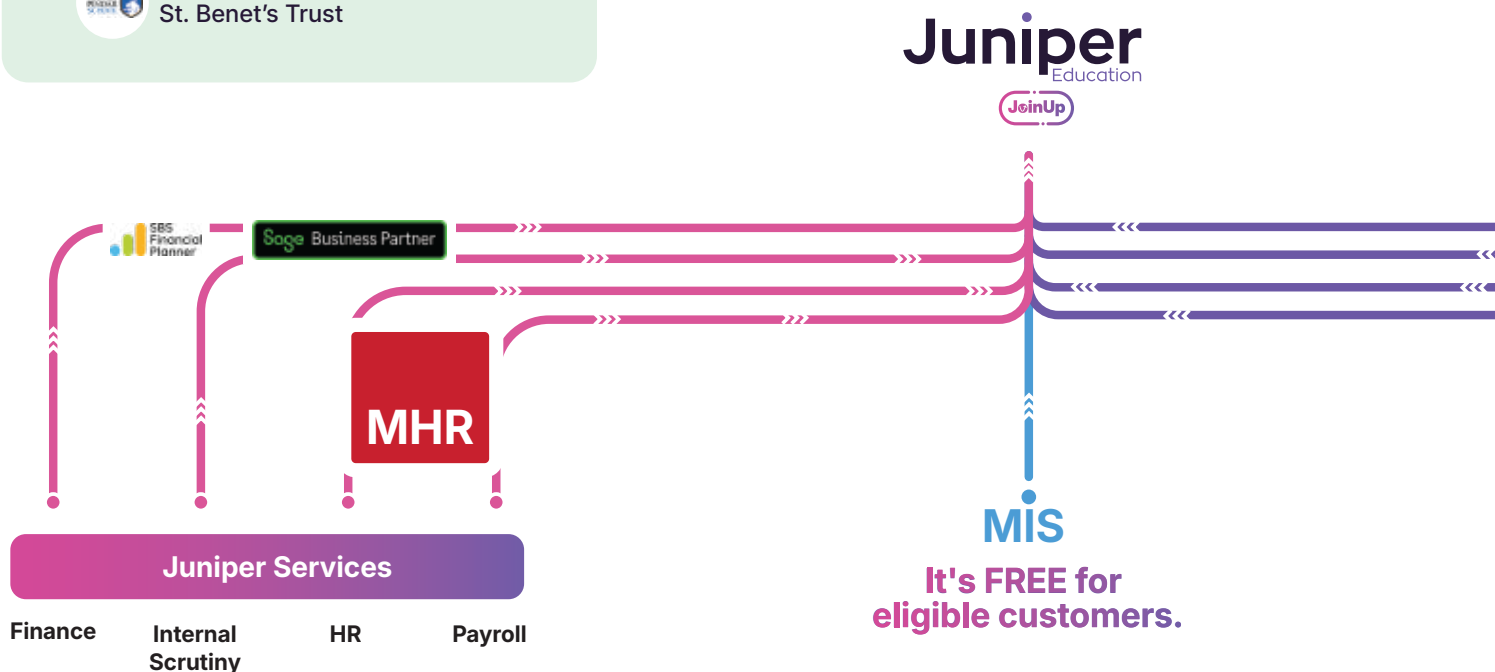 St. Benet’s Trust
Juniper
Education
JoinUp
SBS
Financial
Planner
Sage Business Partner
MHR
MIS
It's FREE for
eligible customers.
Juniper Services
Finance
Internal
Scrutiny
HR
Payroll